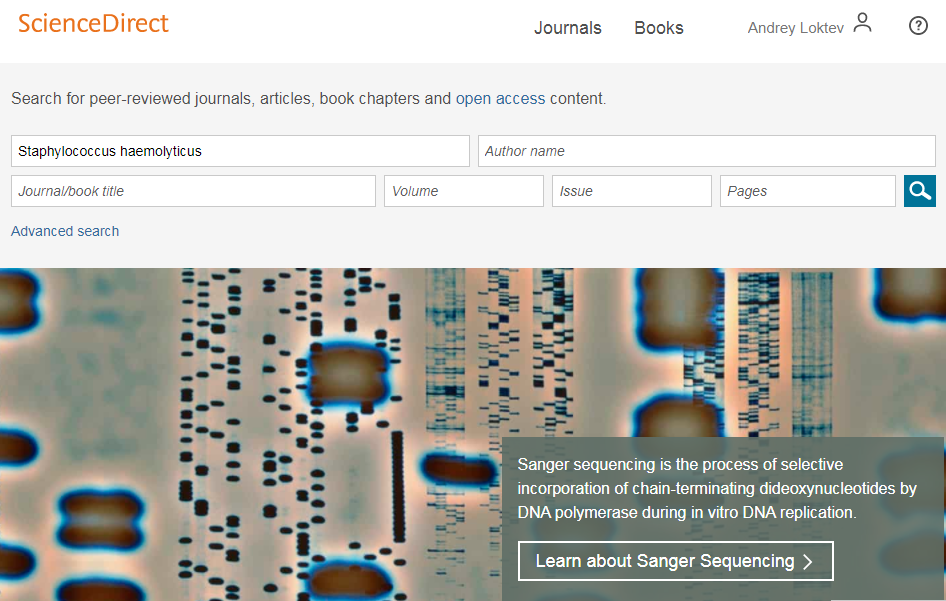 ScienceDirect
Journals Books Andrey Loktev ?
Search for peer-reviewed journals, articles, book chapters and open access content.
Staphylococcus haemolyticus Author name
Journal/book title Volume Issue Pages
Advanced search
Sanger sequencing is the process of selective
incorporation of chain-terminating dideoxynucleotides by
DNA polymerase during in vitro DNA replication.
Learn about Sanger Sequencing >